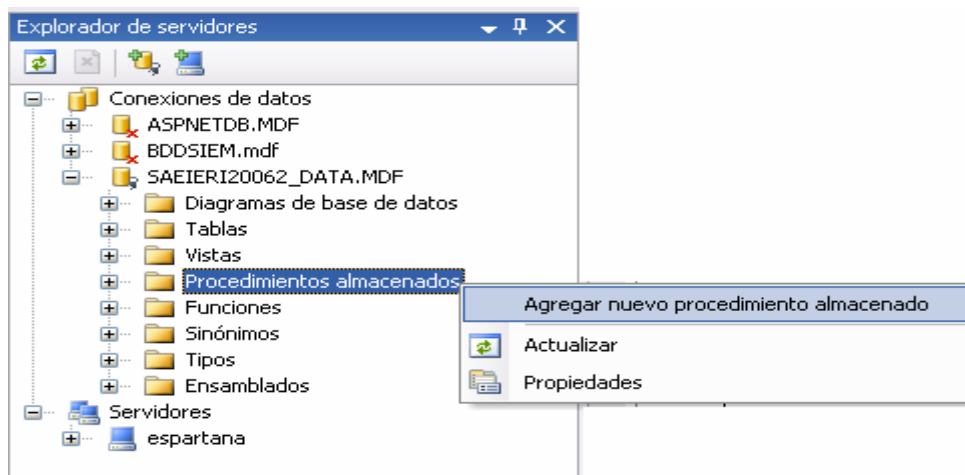 Explorador de servidores
Conexiones de datos
ASPNETDB.MDF
BDDSIEM.mdf
SAEIERI20062_DATA.MDF
Diagramas de base de datos
Tablas
Vistas
Procedimientos almacenados
Funciones
Sinónimos
Tipos
Ensamblados
Servidores
espartana
Agregar nuevo procedimiento almacenado
Actualizar
Propiedades